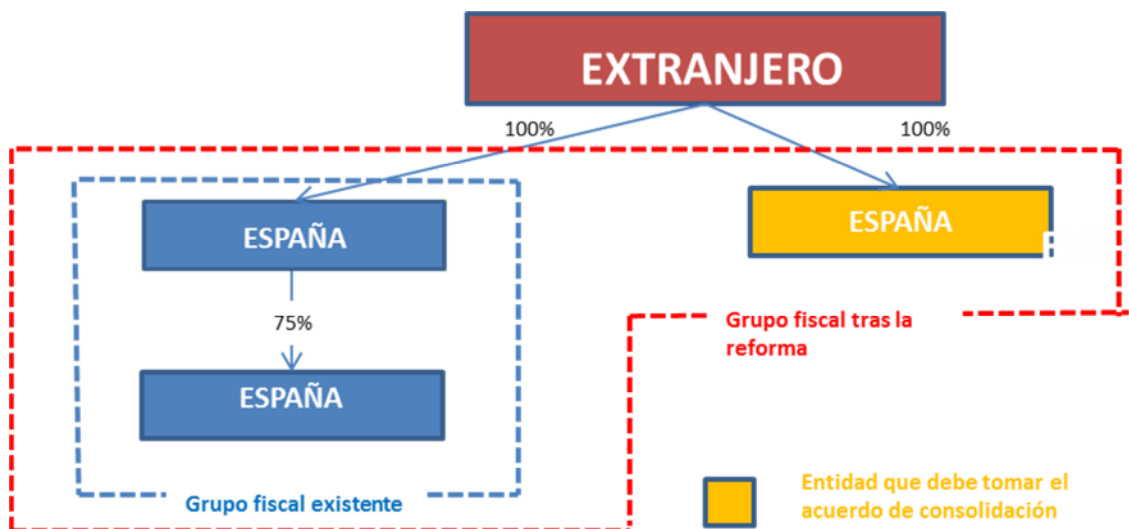 EXTRANJERO
100%
100%
ESPAÑA
ESPAÑA
75%
ESPAÑA
Grupo fiscal tras la
reforma
Grupo fiscal existente
Entidad que debe tomar el
acuerdo de consolidación